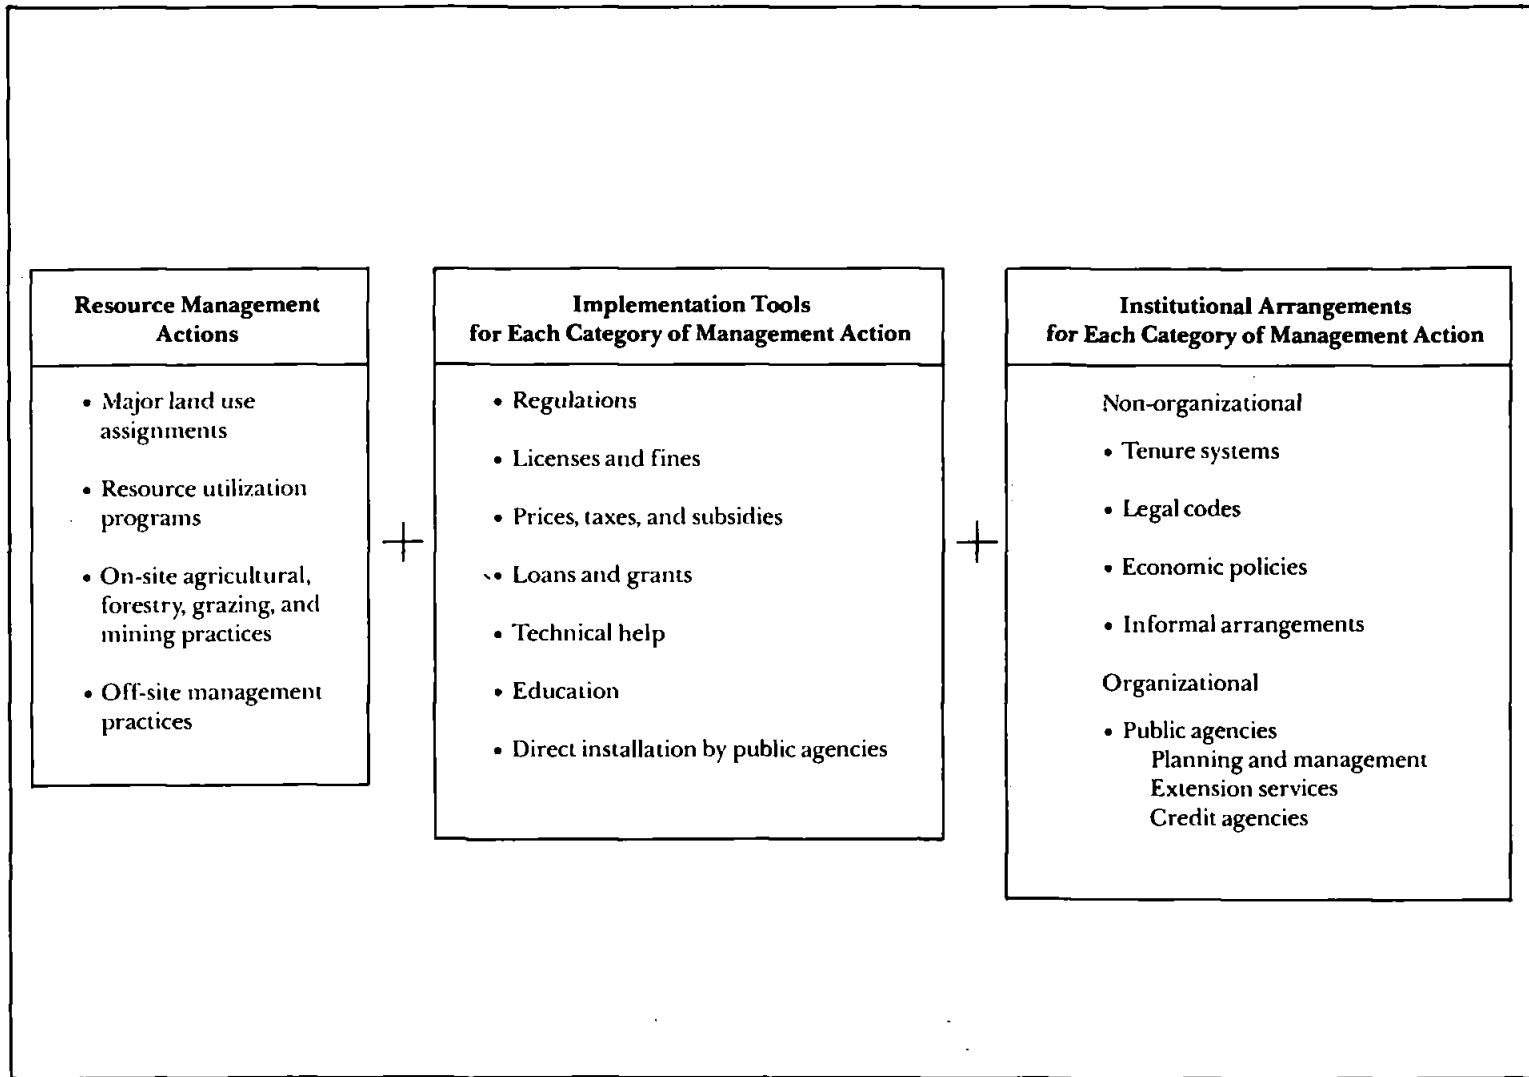 Resource Management
Actions
• Major land use
assignments
• Resource utilization
programs
• On-site agricultural,
forestry, grazing, and
mining practices
• Off-site management
practices
+
Implementation Tools
for Each Category of Management Action
• Regulations
• Licenses and fines
• Prices, taxes, and subsidies
• Loans and grants
• Technical help
• Education
• Direct installation by public agencies
+
Institutional Arrangements
for Each Category of Management Action
Non-organizational
• Tenure systems
• Legal codes
• Economic policies
• Informal arrangements
Organizational
• Public agencies
Planning and management
Extension services
Credit agencies